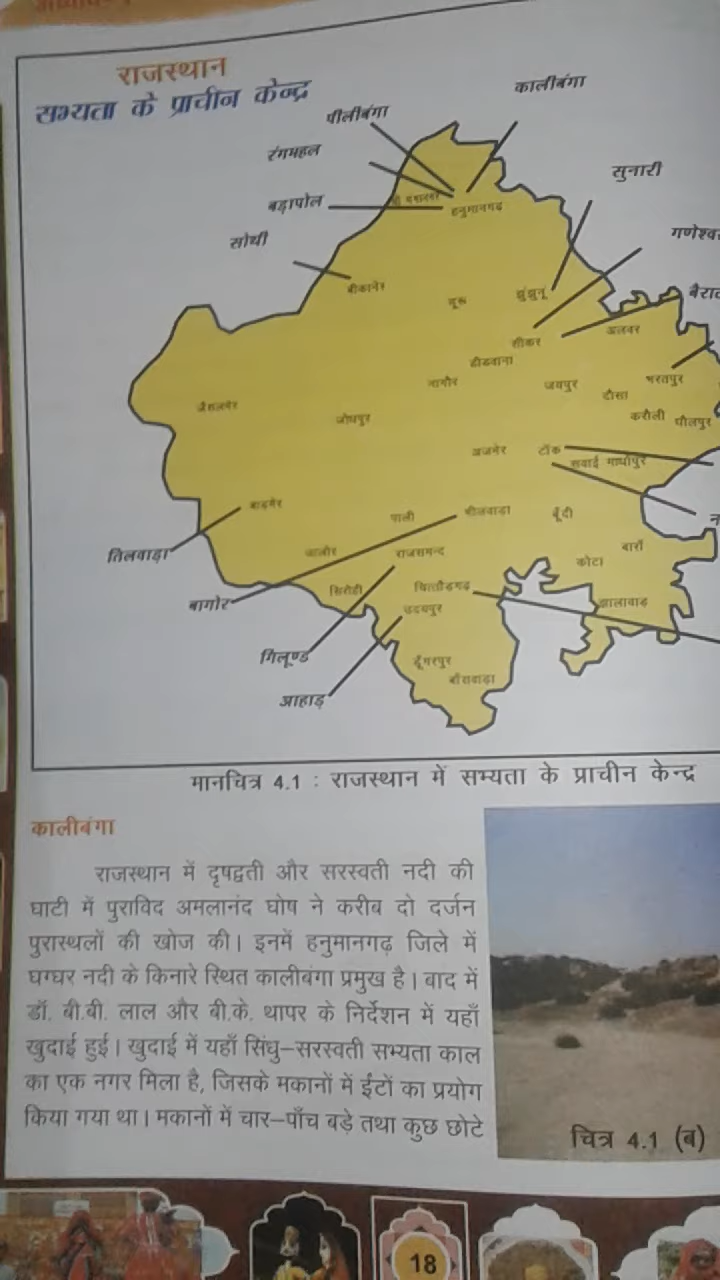 राजस्थान
सभ्यता के प्राचीन केन्द्र
कालीबंगा
पीलीबंगा
रंगमहल
सुनारी
बड़ापोल
हनुमानगढ़
सोथी
बीकानेर
चूरू
झुंझुनूं
सीकर
अलवर
डीडवाना
नागौर
जयपुर
भरतपुर
दौसा
जैसलमेर
जोधपुर
करौली
धौलपुर
अजमेर
टोंक
सवाई माधोपुर
बाड़मेर
पाली
भीलवाड़ा
बूँदी
तिलवाड़ा
जालौर
राजसमन्द
कोटा
बारां
बागोर
सिरोही
चित्तौड़गढ़
उदयपुर
झालावाड़
गिलूण्ड
डूँगरपुर
बाँसवाड़ा
आहाड़
मानचित्र 4.1 : राजस्थान में सभ्यता के प्राचीन केन्द्र
कालीबंगा
राजस्थान में दृषद्वती और सरस्वती नदी की
घाटी में पुराविद अमलानंद घोष ने करीब दो दर्जन
पुरास्थलों की खोज की। इनमें हनुमानगढ़ जिले में
घग्घर नदी के किनारे स्थित कालीबंगा प्रमुख है। बाद में
डॉ. बी.बी. लाल और बी.के. थापर के निर्देशन में यहाँ
खुदाई हुई। खुदाई में यहाँ सिंधु–सरस्वती सभ्यता काल
का एक नगर मिला है, जिसके मकानों में ईंटों का प्रयोग
किया गया था। मकानों में चार–पाँच बड़े तथा कुछ छोटे
चित्र 4.1 (ब)
18